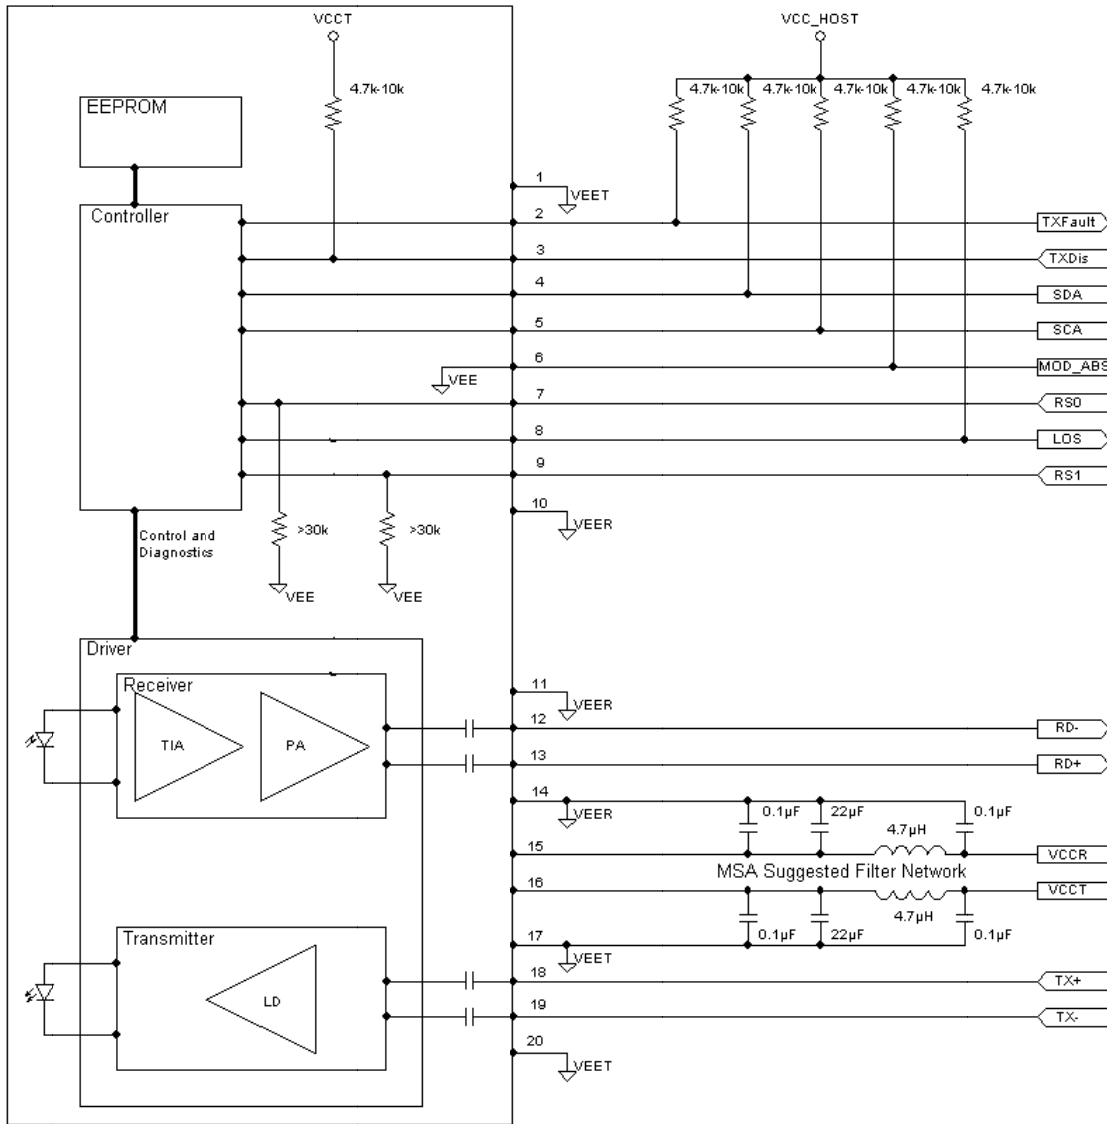 VCCT
VCC_HOST
4.7k-10k
4.7k-10k
4.7k-10k
4.7k-10k
4.7k-10k
4.7k-10k
EEPROM
1
VEET
Controller
2
TXFault
3
TXDis
4
SDA
5
SCA
6
VEE
MOD_ABS
7
RS0
8
LOS
9
RS1
10
VEER
>30k
>30k
Control and
Diagnostics
VEE
VEE
Driver
Receiver
11
VEER
12
RD-
TIA
PA
13
RD+
14
VEER
0.1µF
22µF
0.1µF
4.7µH
15
VCCR
MSA Suggested Filter Network
16
VCCT
4.7µH
0.1µF
22µF
0.1µF
Transmitter
17
VEET
18
TX+
LD
19
TX-
20
VEET